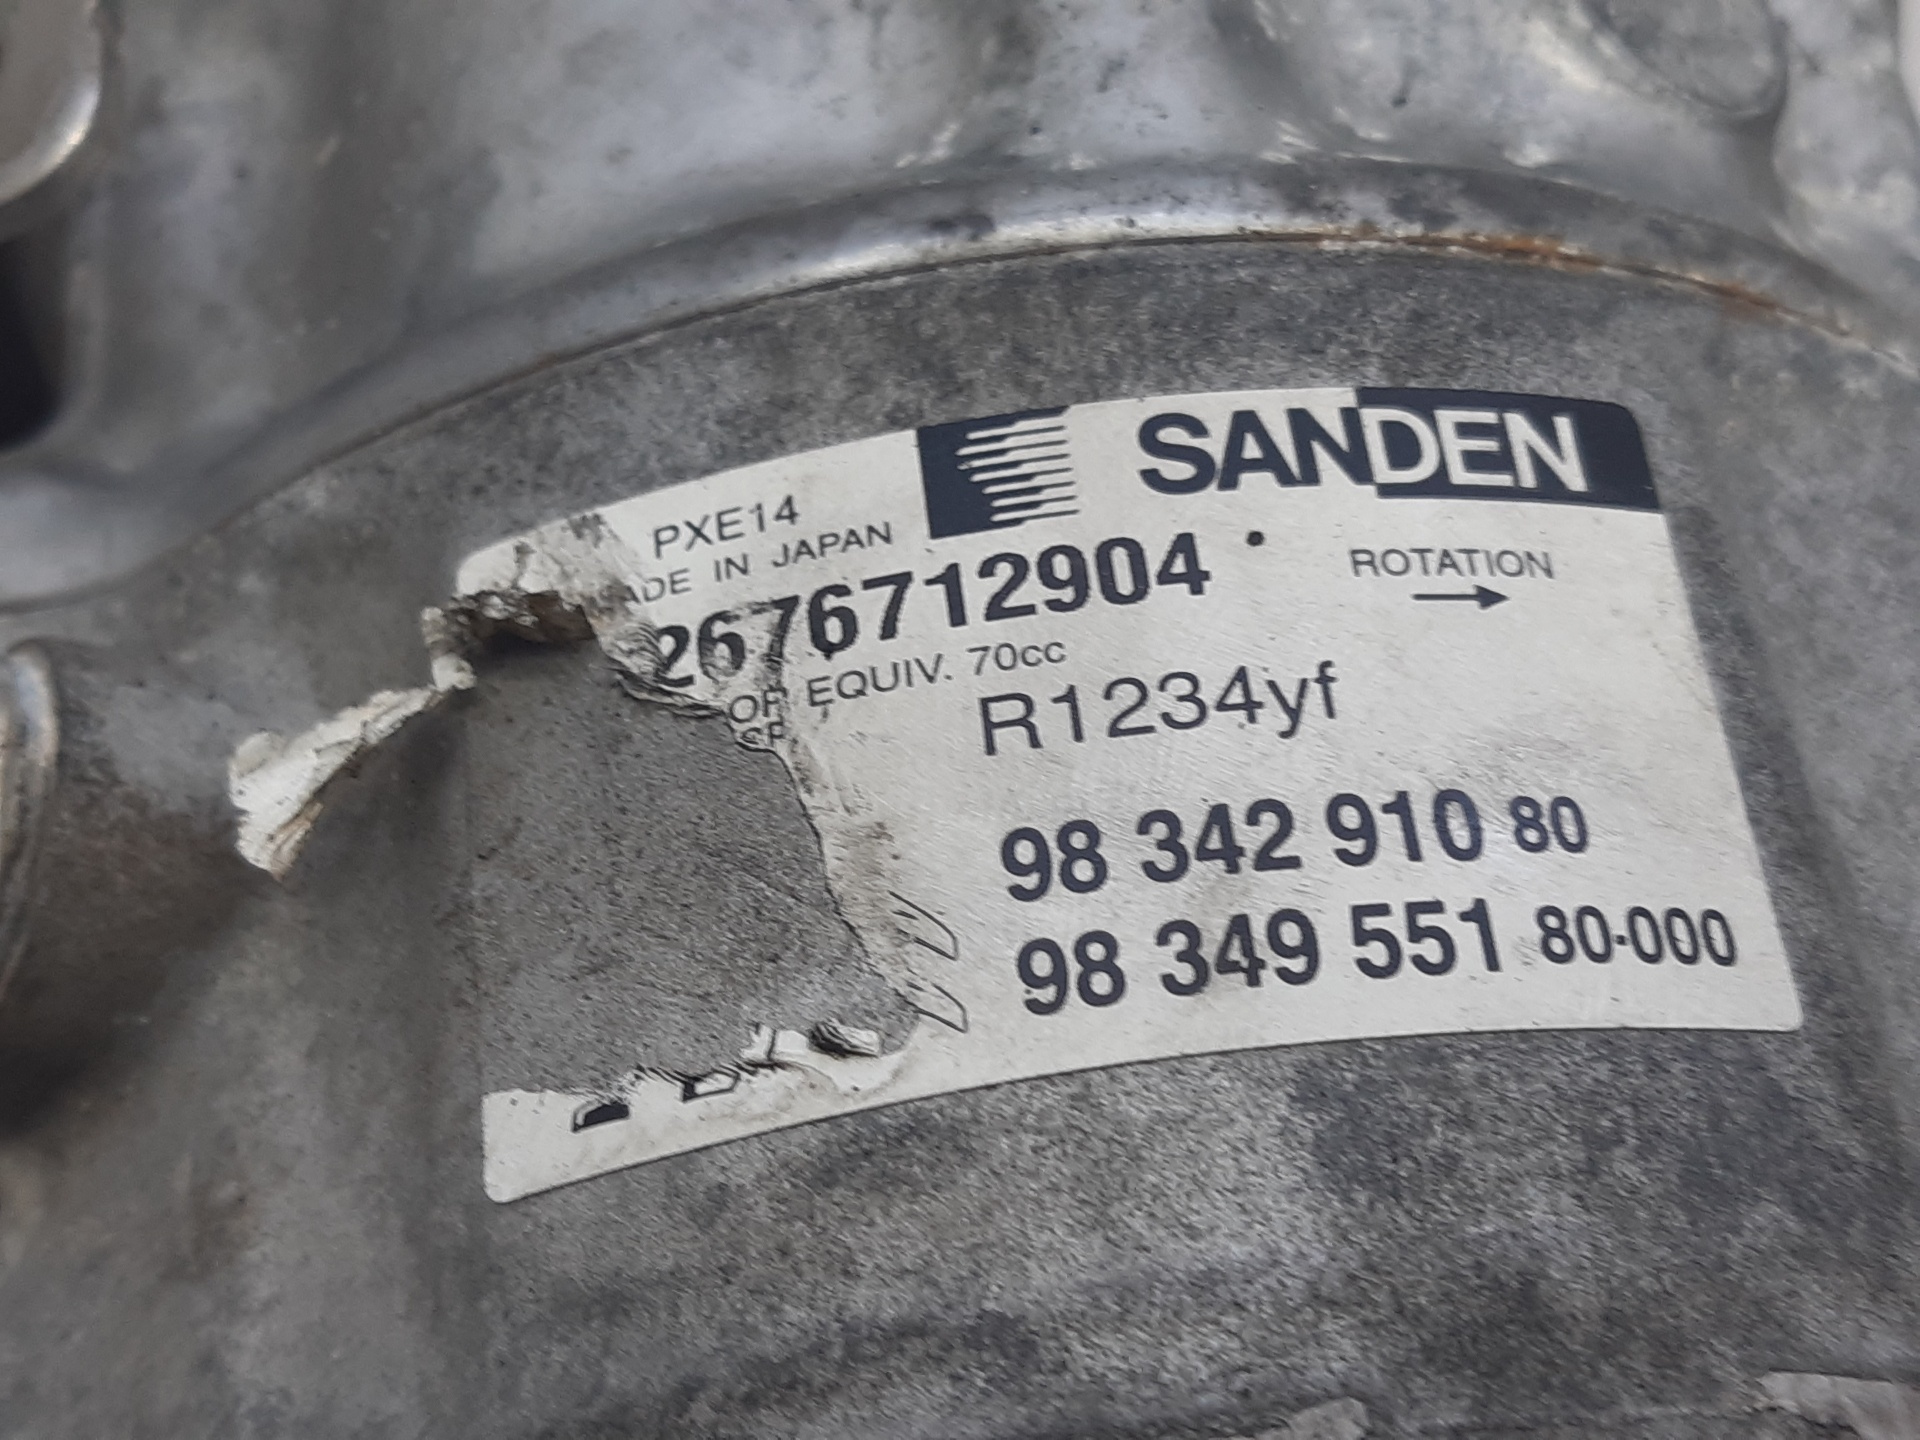 SANDEN
PXE14
ADE IN JAPAN
2676712904
ROTATION
OR EQUIV. 70cc
R1234yf
98 342 910 80
98 349 551 80-000